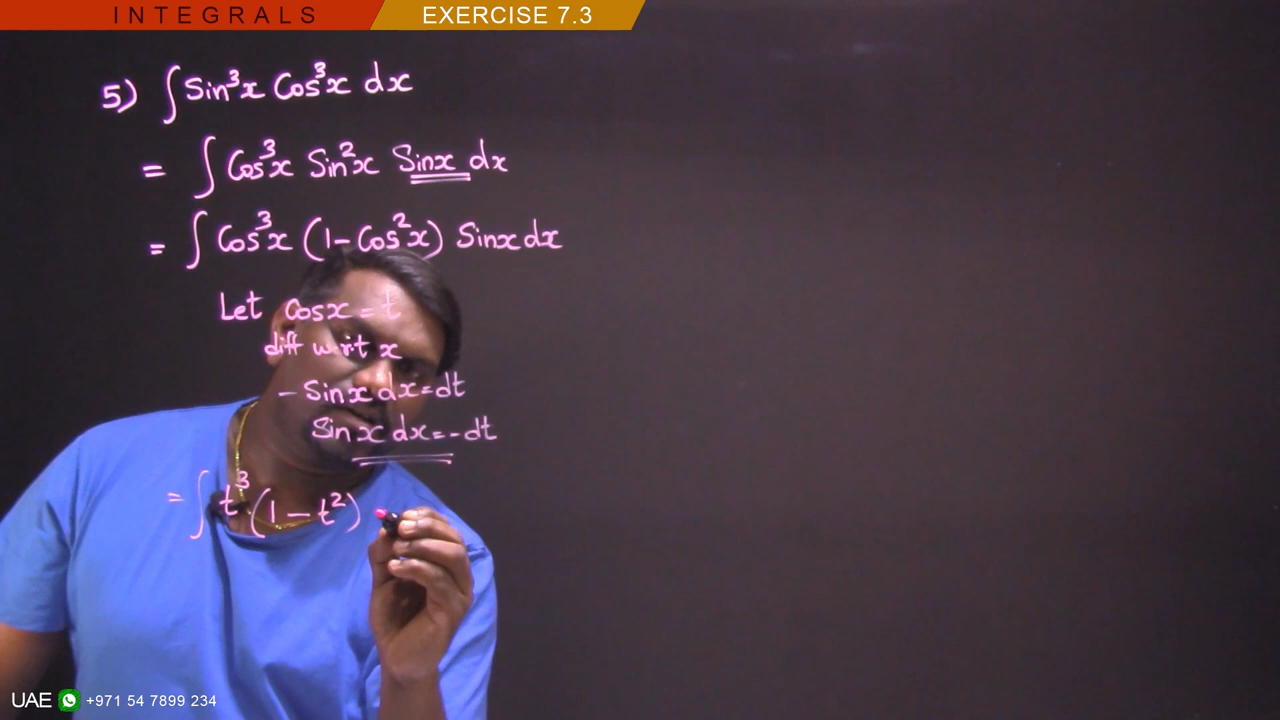 INTEGRALS EXERCISE 7.3
5) ∫ Sin³x Cos³x dx
= ∫ Cos³x Sin²x Sinx dx
= ∫ Cos³x (1 - Cos²x) Sinx dx
Let Cosx = t
diff w.r.t x
- Sinx dx = dt
Sinx dx = - dt
= ∫ t³ (1 - t²)
UAE +971 54 7899 234